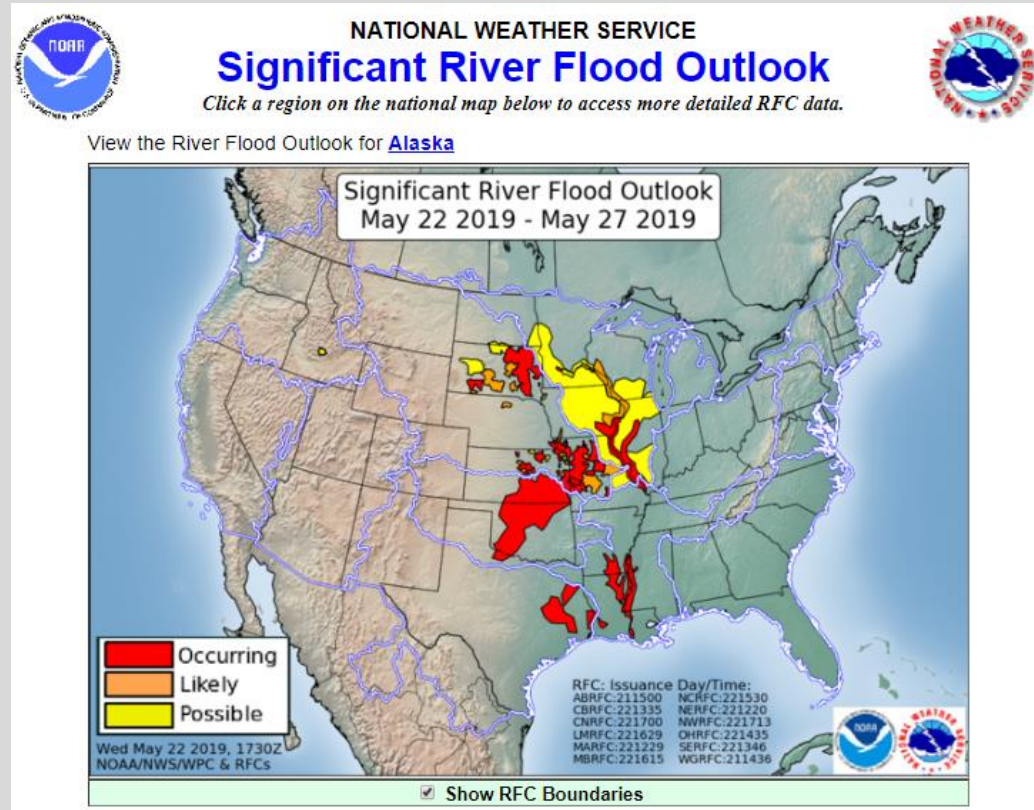 NATIONAL WEATHER SERVICE
Significant River Flood Outlook
Click a region on the national map below to access more detailed RFC data.
NOAA
NATIONAL WEATHER SERVICE
View the River Flood Outlook for Alaska
Significant River Flood Outlook
May 22 2019 - May 27 2019
Occurring
Likely
Possible
Wed May 22 2019, 1730Z
NOAA/NWS/WPC & RFCs
RFC: Issuance Day/Time:
ABRFC:211500 NCRFC:221530
CBRFC:221335 NERFC:221220
CNRFC:221700 NWRFC:221713
LMRFC:221629 OHRFC:221435
MARFC:221229 SERFC:221346
MBRFC:221615 WGRFC:211436
Show RFC Boundaries